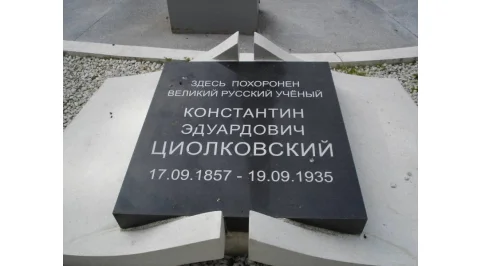 ЗДЕСЬ ПОХОРОНЕН
ВЕЛИКИЙ РУССКИЙ УЧЁНЫЙ
КОНСТАНТИН
ЭДУАРДОВИЧ
ЦИОЛКОВСКИЙ
17.09.1857 - 19.09.1935